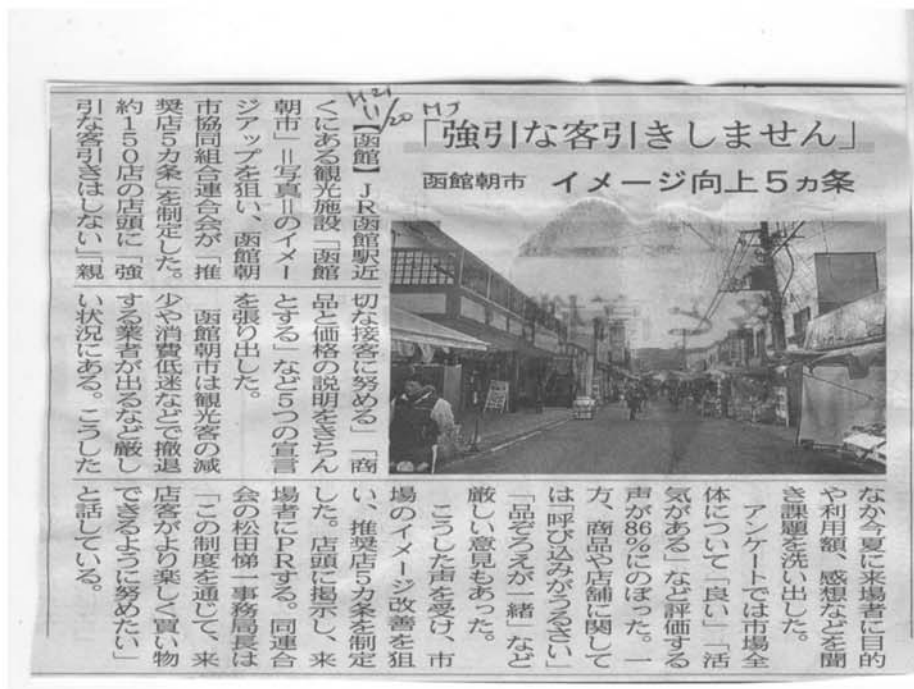 H21
11/20 MJ
「強引な客引きしません」
函館朝市 イメージ向上5ヵ条
【函館】JR函館駅近
くにある観光施設「函館
朝市」＝写真＝のイメー
ジアップを狙い、函館朝
市協同組合連合会が「推
奨店5カ条」を制定した。
約150店の店頭に「強
引な客引きはしない」「親
切な接客に努める」「商
品と価格の説明をきちん
とする」など5つの宣言
を張り出した。
函館朝市は観光客の減
少や消費低迷などで撤退
する業者が出るなど厳し
い状況にある。こうした
なか今夏に来場者に目的
や利用額、感想などを聞
き課題を洗い出した。
アンケートでは市場全
体について「良い」「活
気がある」など評価する
声が86％にのぼった。一
方、商品や店舗に関して
は「呼び込みがうるさい」
「品ぞろえが一緒」など
厳しい意見もあった。
こうした声を受け、市
場のイメージ改善を狙
い、推奨店5カ条を制定
した。店頭に掲示し、来
場者にPRする。同連合
会の松田悌一事務局長は
「この制度を通じて、来
店客がより楽しく買い物
できるように努めたい」
と話している。